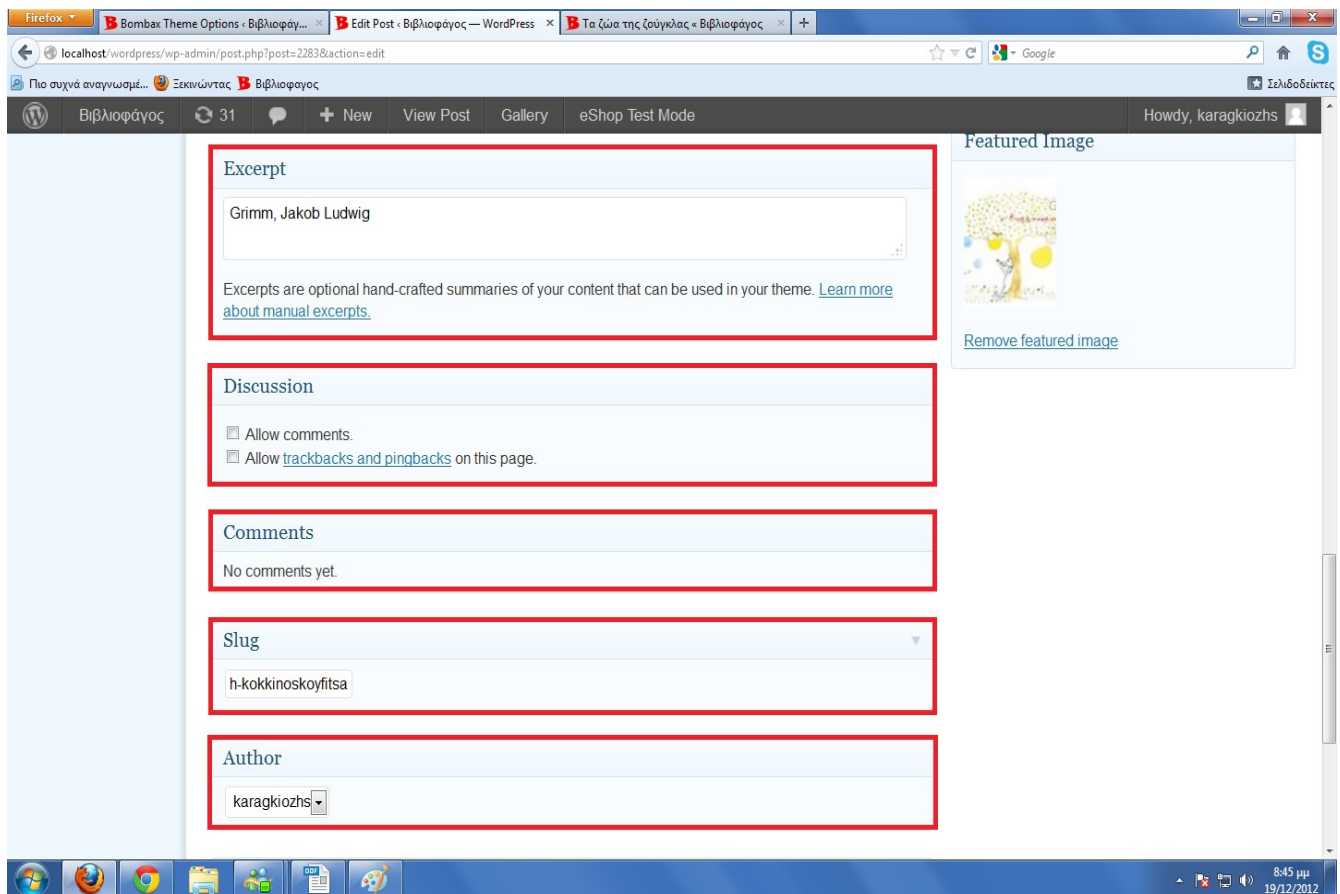 Firefox
Bombax Theme Options ‹ Βιβλιοφάγ...
Edit Post ‹ Βιβλιοφάγος — WordPress
Τα ζώα της ζούγκλας « Βιβλιοφάγος
localhost/wordpress/wp-admin/post.php?post=2283&action=edit
Google
Πιο συχνά αναγνωσμέ...
Ξεκινώντας
Βιβλιοφαγος
Σελιδοδείκτες
Βιβλιοφάγος
31
New
View Post
Gallery
eShop Test Mode
Howdy, karagkiozhs
Excerpt
Grimm, Jakob Ludwig
Excerpts are optional hand-crafted summaries of your content that can be used in your theme. Learn more
about manual excerpts.
Discussion
Allow comments.
Allow trackbacks and pingbacks on this page.
Comments
No comments yet.
Slug
h-kokkinoskoyfitsa
Author
karagkiozhs
Featured Image
Remove featured image
8:45 μμ
19/12/2012